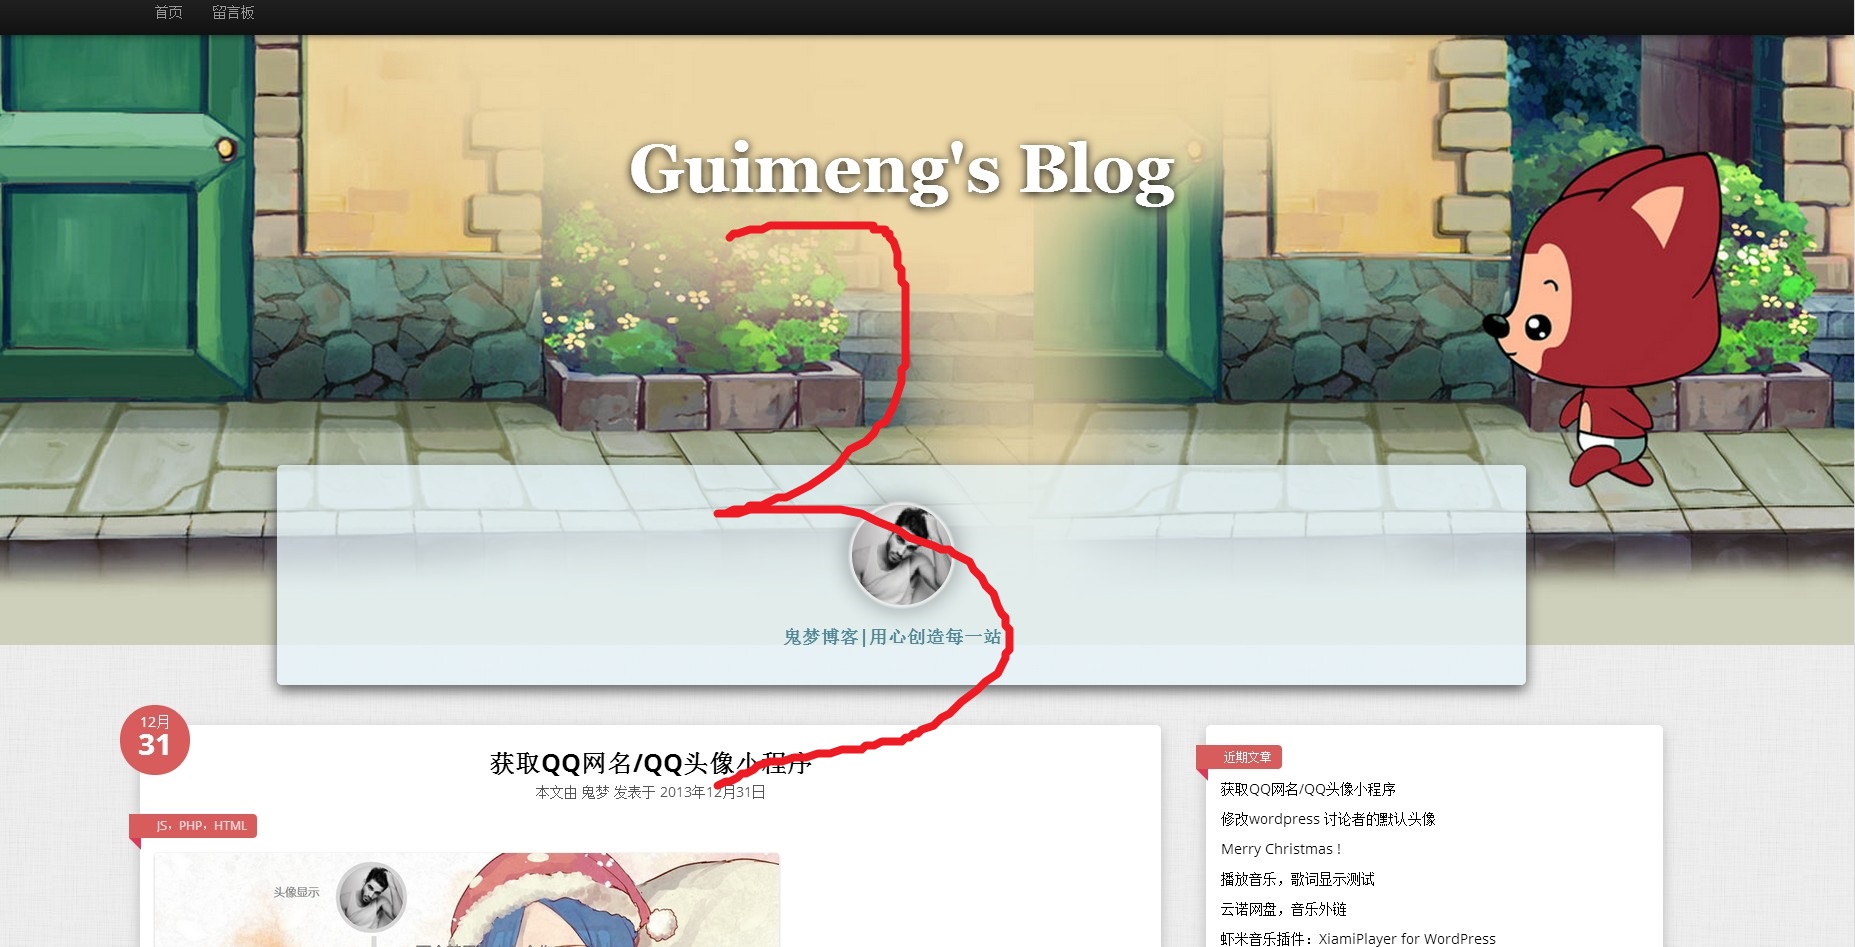 首页 留言板
Guimeng's Blog
3
鬼梦博客|用心创造每一站
12月
31
获取QQ网名/QQ头像小程序
本文由 鬼梦 发表于 2013年12月31日
JS，PHP，HTML
头像显示
近期文章
获取QQ网名/QQ头像小程序
修改wordpress 讨论者的默认头像
Merry Christmas !
播放音乐，歌词显示测试
云诺网盘，音乐外链
虾米音乐插件：XiamiPlayer for WordPress